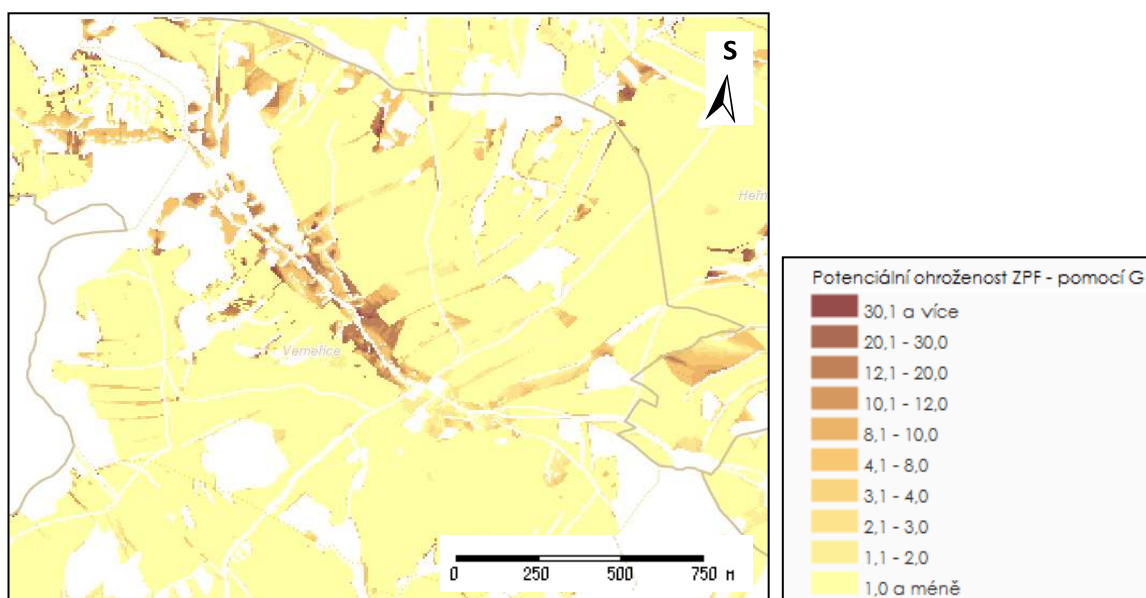 S
Heřm
Verneřice
0 250 500 750 M
Potenciální ohroženost ZPF - pomocí G
30,1 a více
20,1 - 30,0
12,1 - 20,0
10,1 - 12,0
8,1 - 10,0
4,1 - 8,0
3,1 - 4,0
2,1 - 3,0
1,1 - 2,0
1,0 a méně